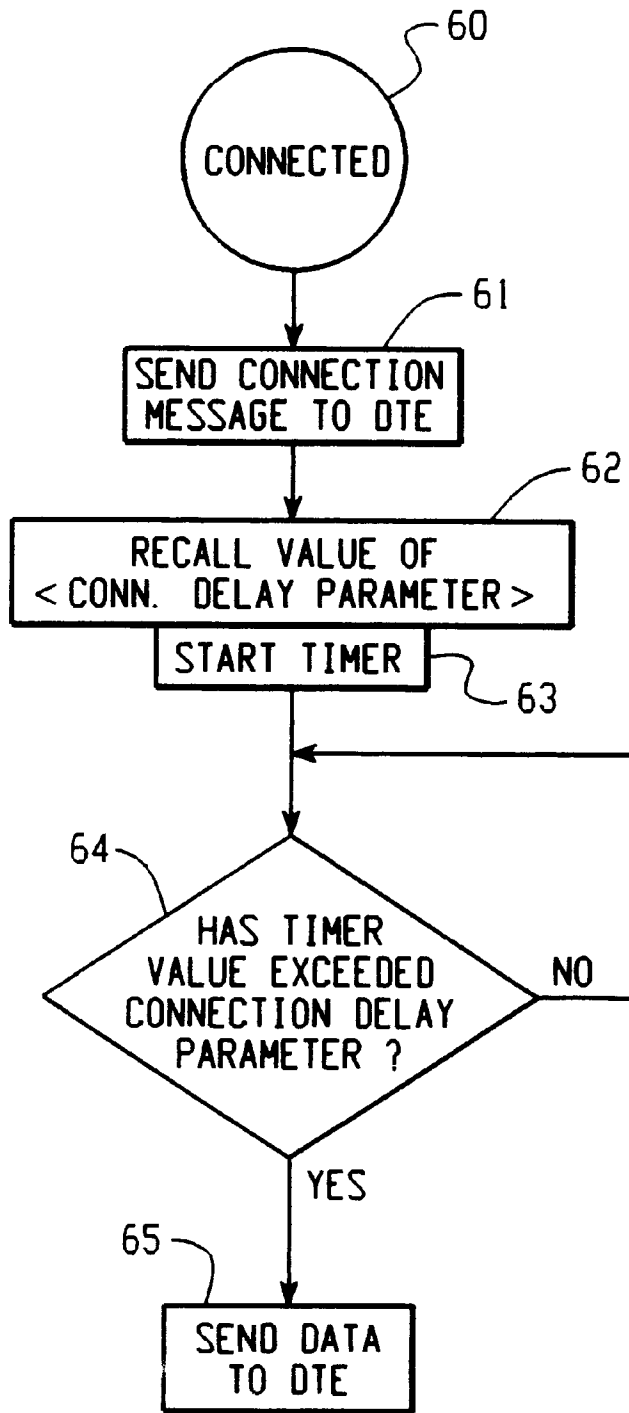 60
CONNECTED
61
SEND CONNECTION
MESSAGE TO DTE
62
RECALL VALUE OF
< CONN. DELAY PARAMETER >
START TIMER
63
64
HAS TIMER
VALUE EXCEEDED
CONNECTION DELAY
PARAMETER ?
NO
YES
65
SEND DATA
TO DTE